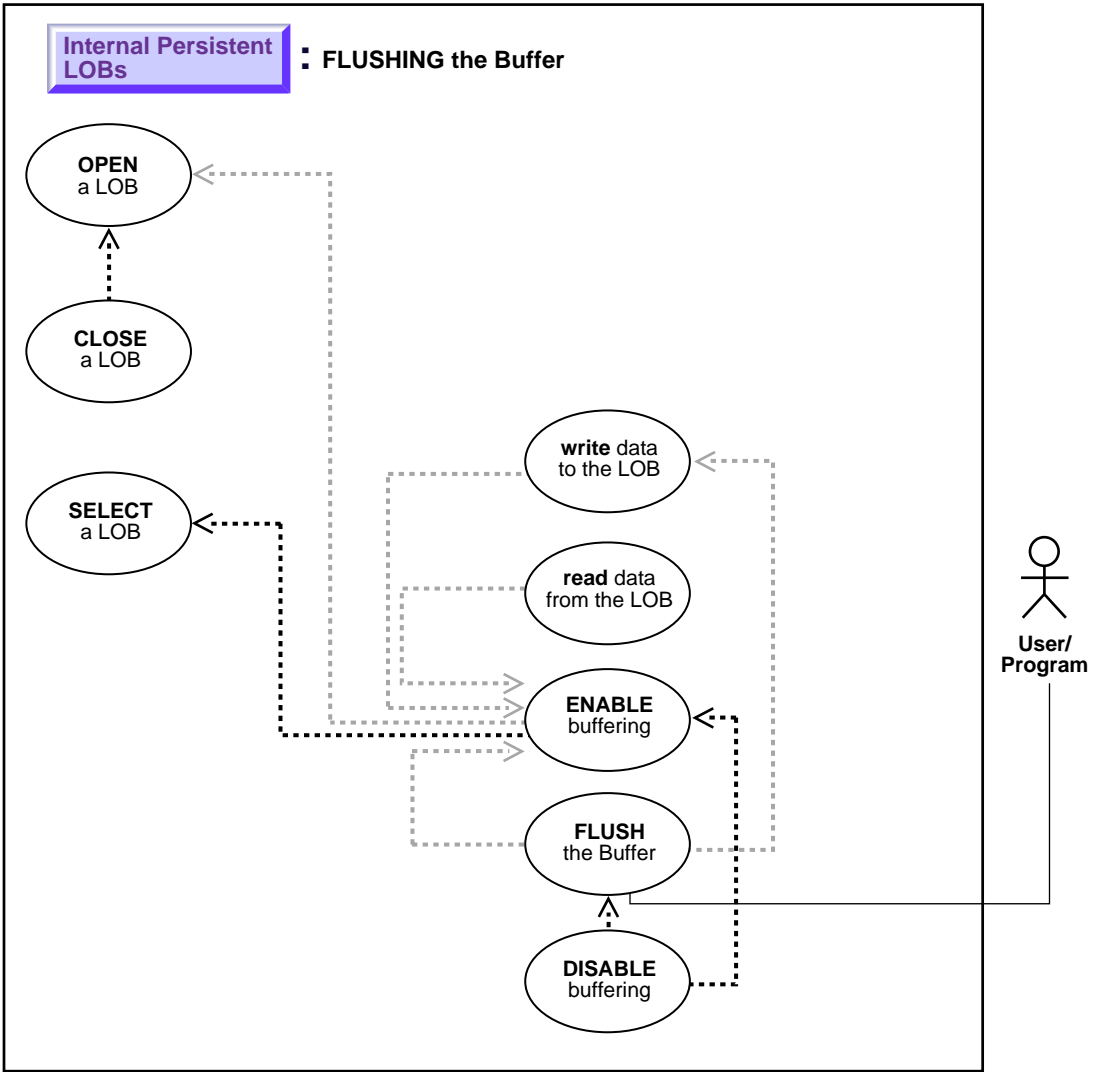 Internal Persistent
LOBs
: FLUSHING the Buffer
OPEN
a LOB
CLOSE
a LOB
write data
to the LOB
SELECT
a LOB
read data
from the LOB
User/
Program
ENABLE
buffering
FLUSH
the Buffer
DISABLE
buffering